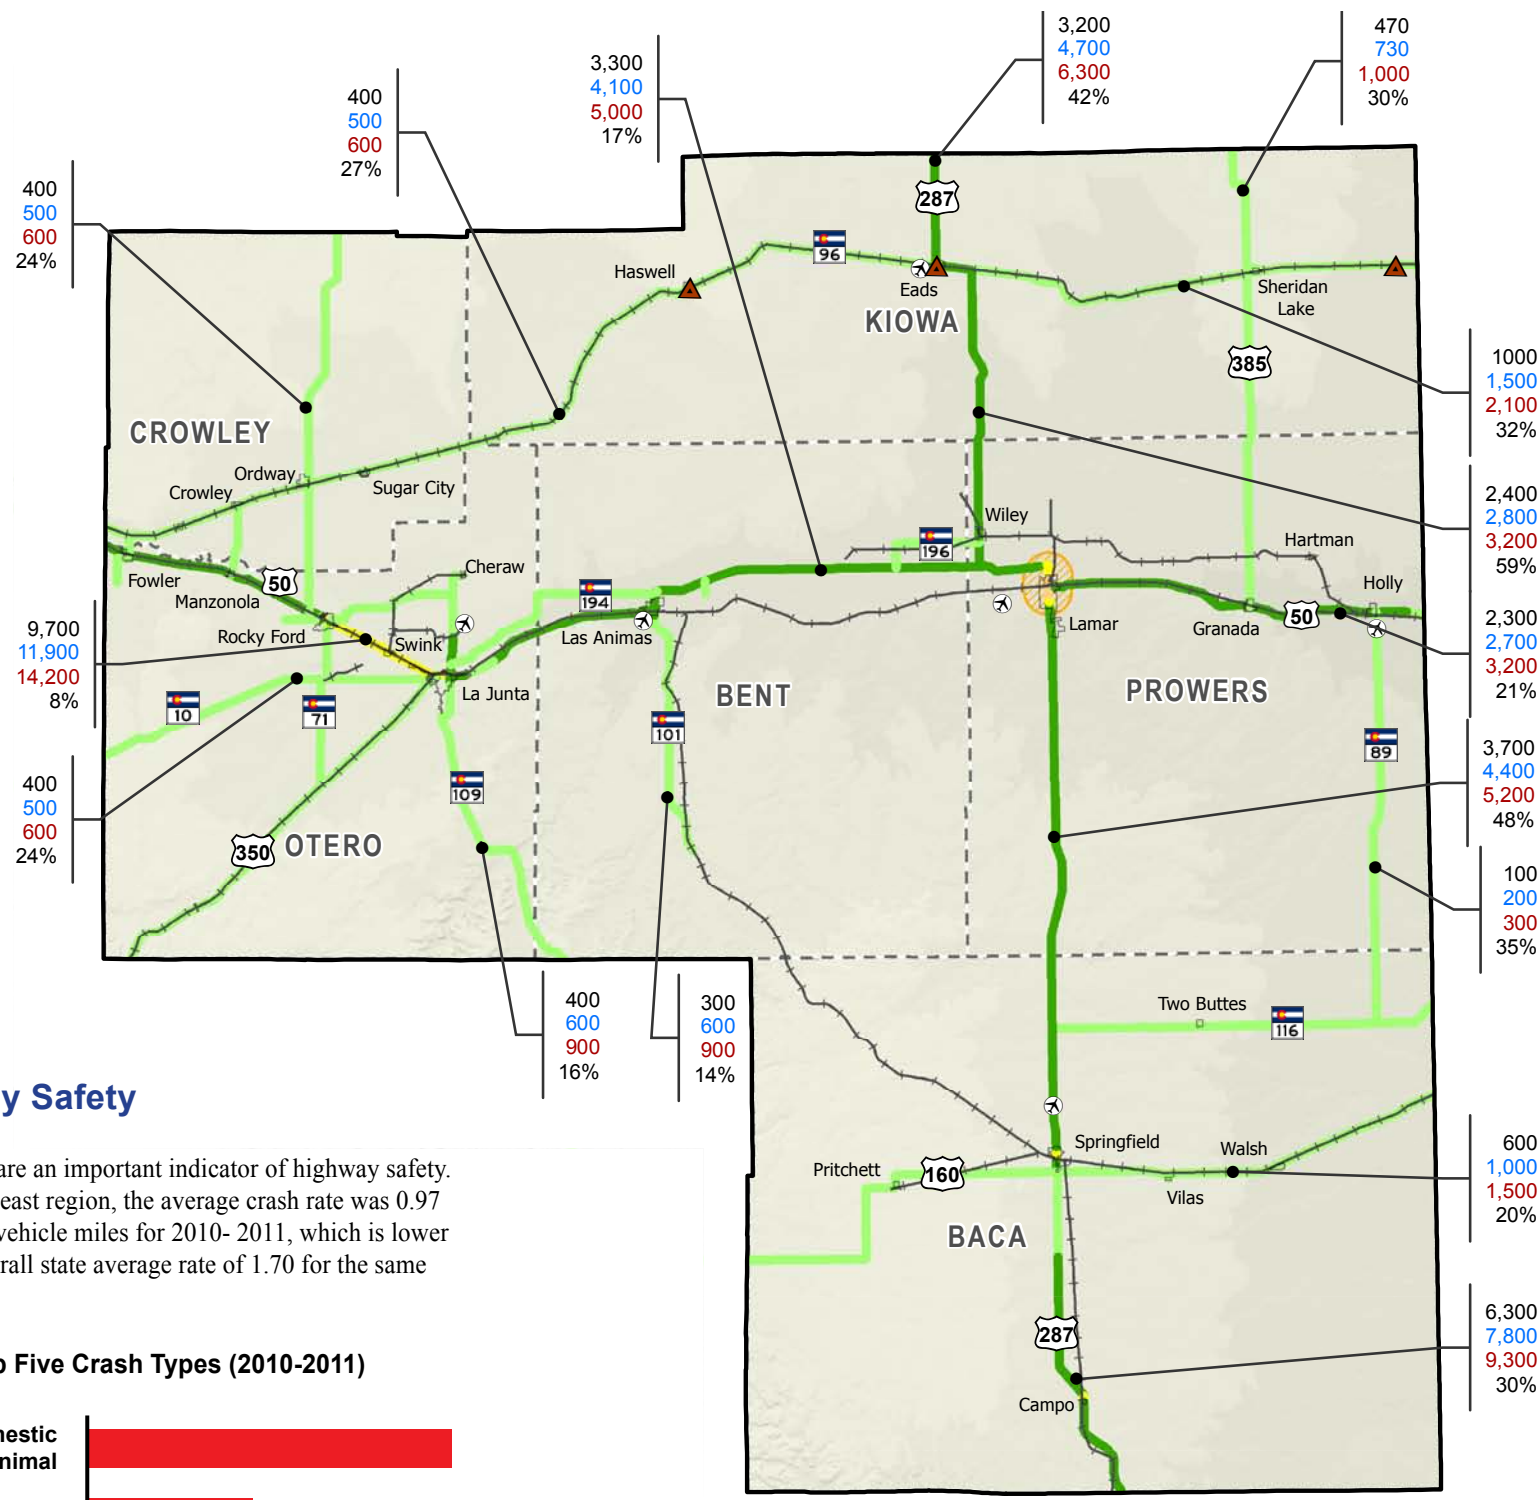 3,200
4,700
6,300
42%
470
730
1,000
30%
3,300
4,100
5,000
17%
400
500
600
27%
400
500
600
24%
287
96
Haswell
Eads
Sheridan
Lake
KIOWA
385
1000
1,500
2,100
32%
CROWLEY
Ordway
Crowley
Sugar City
2,400
2,800
3,200
59%
Wiley
196
Hartman
Cheraw
Fowler
50
Manzonola
194
Holly
Rocky Ford
Swink
Las Animas
Lamar
Granada
50
2,300
2,700
3,200
21%
9,700
11,900
14,200
8%
La Junta
BENT
PROWERS
10
71
101
89
3,700
4,400
5,200
48%
400
500
600
24%
109
350
OTERO
100
200
300
35%
400
600
900
16%
300
600
900
14%
Two Buttes
116
y Safety
Springfield
Walsh
Pritchett
160
Vilas
600
1,000
1,500
20%
are an important indicator of highway safety.
east region, the average crash rate was 0.97
vehicle miles for 2010- 2011, which is lower
rall state average rate of 1.70 for the same
BACA
287
6,300
7,800
9,300
30%
Campo
o Five Crash Types (2010-2011)
nestic
nimal